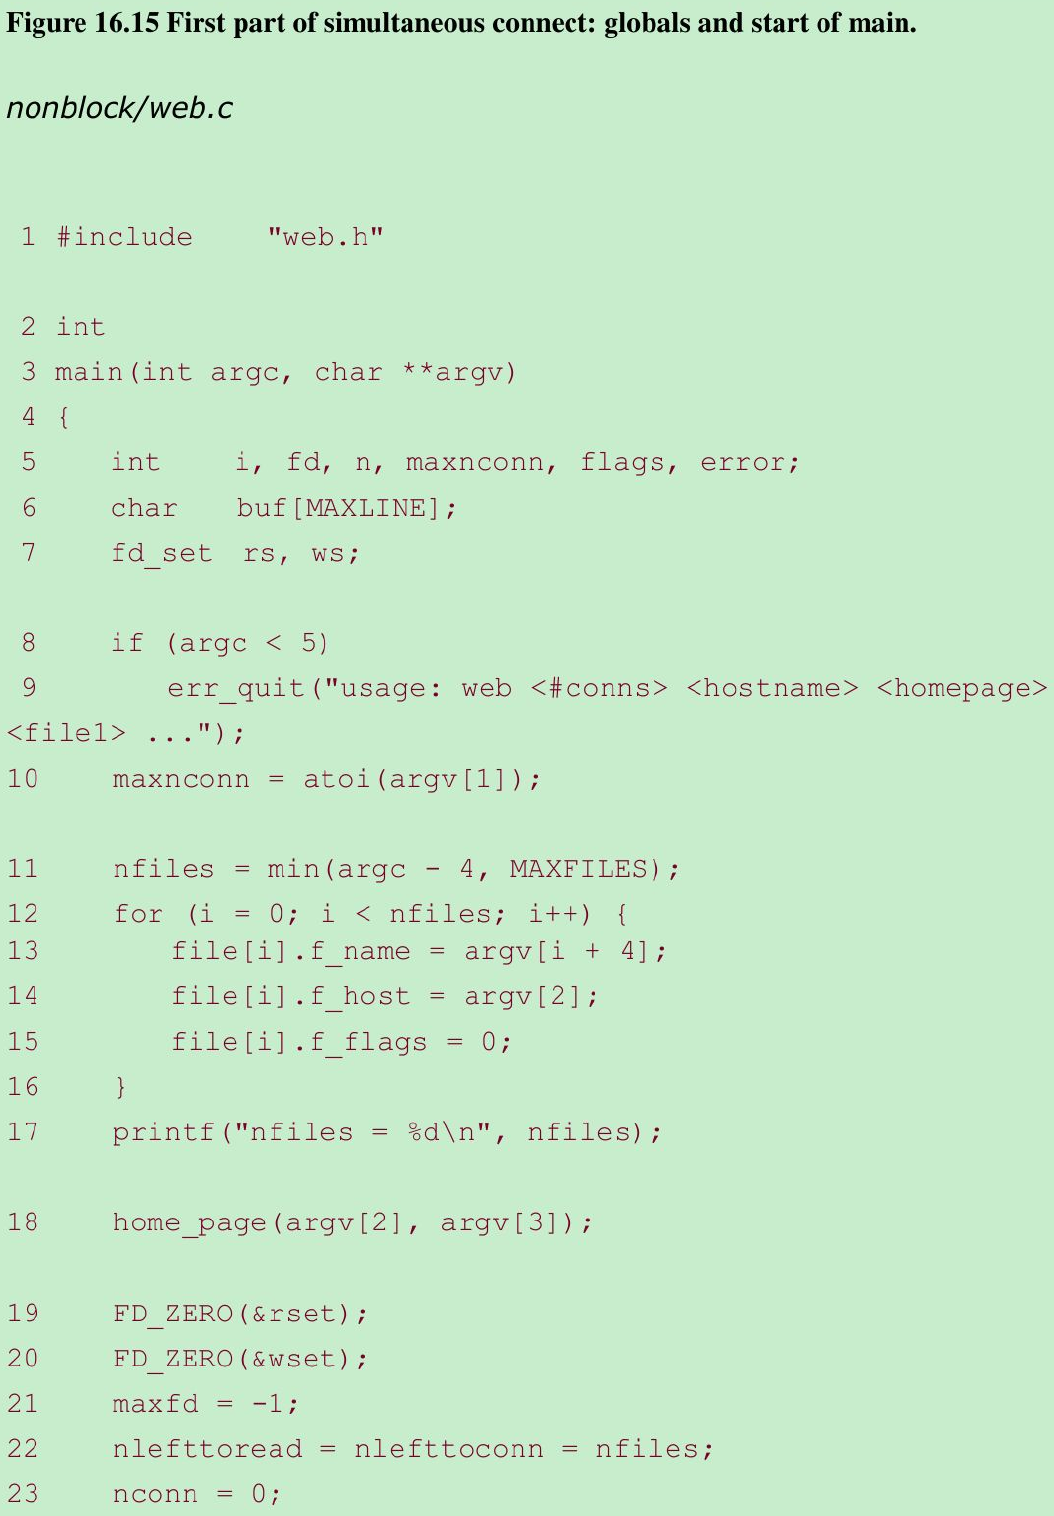 Figure 16.15 First part of simultaneous connect: globals and start of main.
nonblock/web.c
1 #include    "web.h"
2 int
3 main(int argc, char **argv)
4 {
5    int    i, fd, n, maxnconn, flags, error;
6    char   buf[MAXLINE];
7    fd_set  rs, ws;
8    if (argc < 5)
9       err_quit("usage: web <#conns> <hostname> <homepage>
<file1> ...");
10    maxnconn = atoi(argv[1]);
11    nfiles = min(argc - 4, MAXFILES);
12    for (i = 0; i < nfiles; i++) {
13       file[i].f_name = argv[i + 4];
14       file[i].f_host = argv[2];
15       file[i].f_flags = 0;
16    }
17    printf("nfiles = %d\n", nfiles);
18    home_page(argv[2], argv[3]);
19    FD_ZERO(&rset);
20    FD_ZERO(&wset);
21    maxfd = -1;
22    nlefttoread = nlefttoconn = nfiles;
23    nconn = 0;